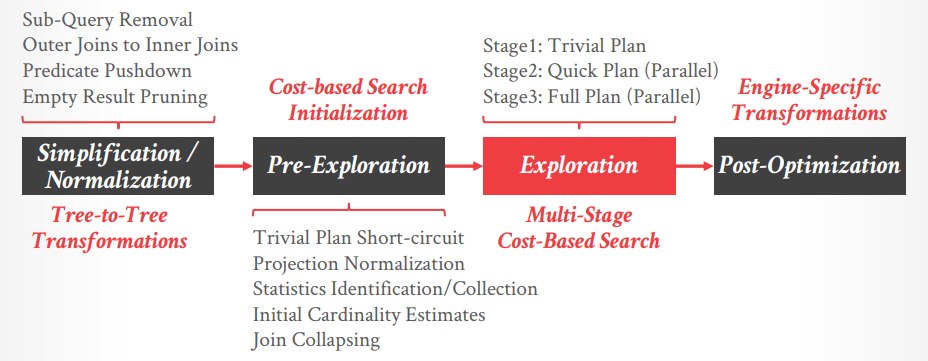 Sub-Query Removal
Outer Joins to Inner Joins
Predicate Pushdown
Empty Result Pruning
Simplification /
Normalization
Tree-to-Tree
Transformations
Cost-based Search
Initialization
Pre-Exploration
Trivial Plan Short-circuit
Projection Normalization
Statistics Identification/Collection
Initial Cardinality Estimates
Join Collapsing
Stage1: Trivial Plan
Stage2: Quick Plan (Parallel)
Stage3: Full Plan (Parallel)
Exploration
Multi-Stage
Cost-Based Search
Engine-Specific
Transformations
Post-Optimization